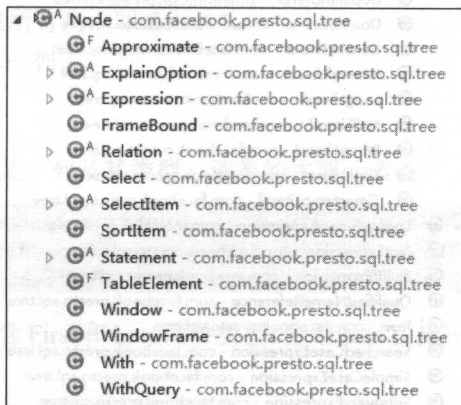 Node - com.facebook.presto.sql.tree
Approximate - com.facebook.presto.sql.tree
ExplainOption - com.facebook.presto.sql.tree
Expression - com.facebook.presto.sql.tree
FrameBound - com.facebook.presto.sql.tree
Relation - com.facebook.presto.sql.tree
Select - com.facebook.presto.sql.tree
SelectItem - com.facebook.presto.sql.tree
SortItem - com.facebook.presto.sql.tree
Statement - com.facebook.presto.sql.tree
TableElement - com.facebook.presto.sql.tree
Window - com.facebook.presto.sql.tree
WindowFrame - com.facebook.presto.sql.tree
With - com.facebook.presto.sql.tree
WithQuery - com.facebook.presto.sql.tree